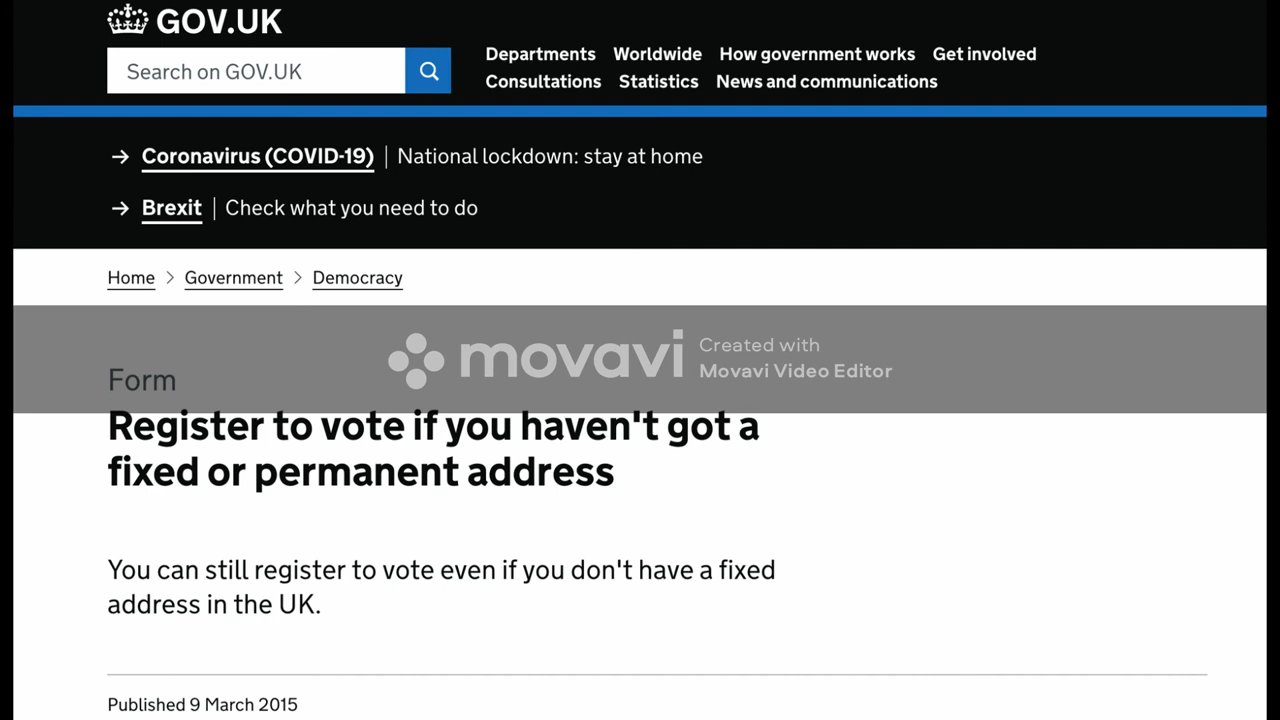 GOV.UK
Search on GOV.UK
Departments Worldwide How government works Get involved
Consultations Statistics News and communications
→ Coronavirus (COVID-19) | National lockdown: stay at home
→ Brexit | Check what you need to do
Home > Government > Democracy
movavi
Created with
Movavi Video Editor
Form
Register to vote if you haven't got a
fixed or permanent address
You can still register to vote even if you don't have a fixed
address in the UK.
Published 9 March 2015